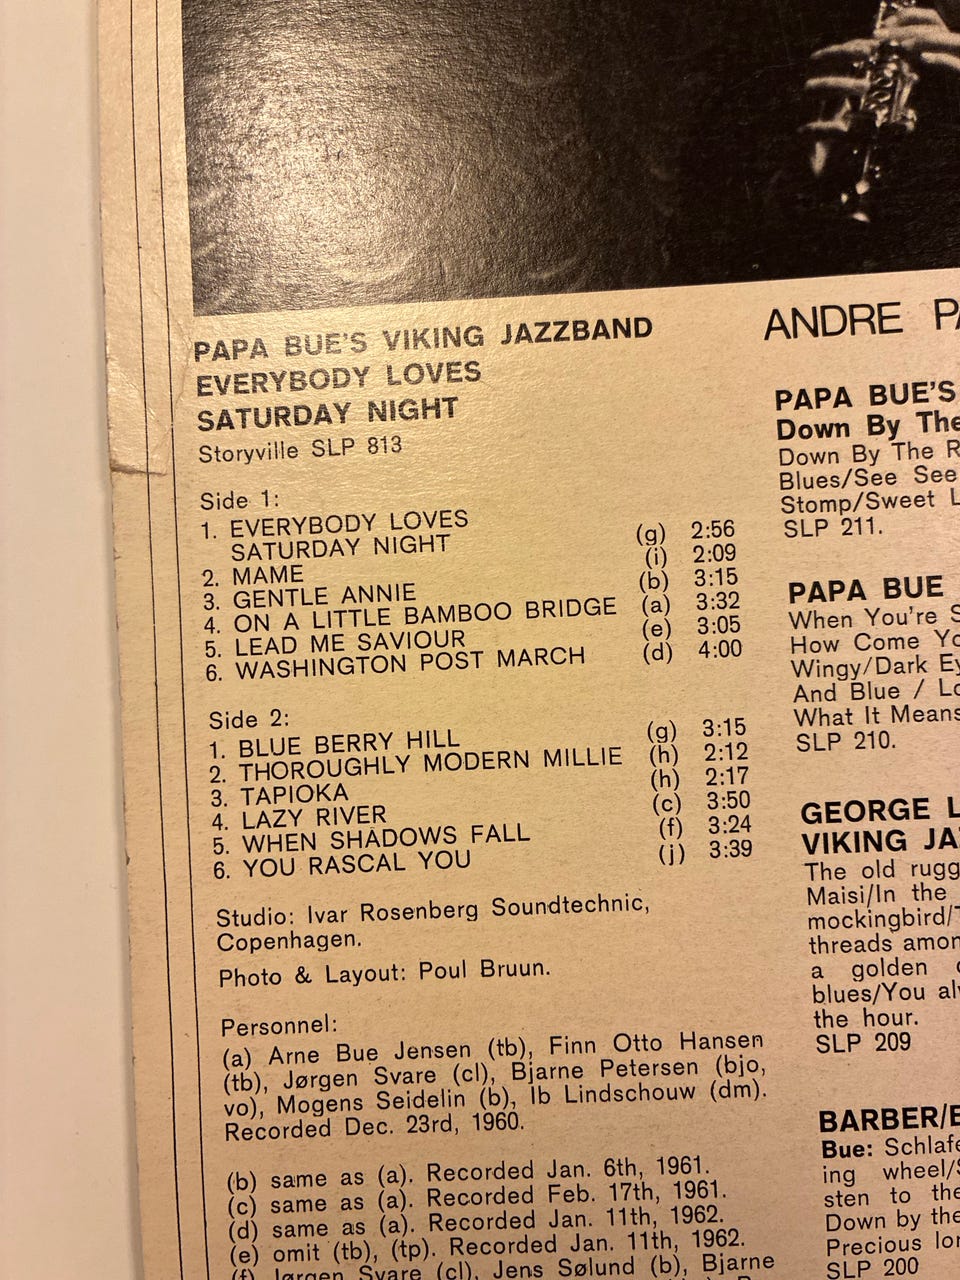 PAPA BUE'S VIKING JAZZBAND
EVERYBODY LOVES
SATURDAY NIGHT
Storyville SLP 813
Side 1:
1. EVERYBODY LOVES
SATURDAY NIGHT (g) 2:56
2. MAME (i) 2:09
3. GENTLE ANNIE (b) 3:15
4. ON A LITTLE BAMBOO BRIDGE (a) 3:32
5. LEAD ME SAVIOUR (e) 3:05
6. WASHINGTON POST MARCH (d) 4:00
Side 2:
1. BLUE BERRY HILL (g) 3:15
2. THOROUGHLY MODERN MILLIE (h) 2:12
3. TAPIOKA (h) 2:17
4. LAZY RIVER (c) 3:50
5. WHEN SHADOWS FALL (f) 3:24
6. YOU RASCAL YOU (j) 3:39
Studio: Ivar Rosenberg Soundtechnic,
Copenhagen.
Photo & Layout: Poul Bruun.
Personnel:
(a) Arne Bue Jensen (tb), Finn Otto Hansen
(tb), Jørgen Svare (cl), Bjarne Petersen (bjo,
vo), Mogens Seidelin (b), Ib Lindschouw (dm).
Recorded Dec. 23rd, 1960.
(b) same as (a). Recorded Jan. 6th, 1961.
(c) same as (a). Recorded Feb. 17th, 1961.
(d) same as (a). Recorded Jan. 11th, 1962.
(e) omit (tb), (tp). Recorded Jan. 11th, 1962.
(f) Jørgen Svare (cl), Jens Sølund (b), Bjarne
ANDRE
PAPA BUE'S
Down By The
Down By The
Blues/See See
Stomp/Sweet
SLP 211.
PAPA BUE
When You're
How Come
Wingy/Dark
And Blue /
What It Means
SLP 210.
GEORGE
VIKING
The old
Maisi/In the
mockingbird/
threads
a golden
blues/You
the hour.
SLP 209
BARBER/
Bue:
ing wheel/
sten to the
Down by the
Precious
SLP 200